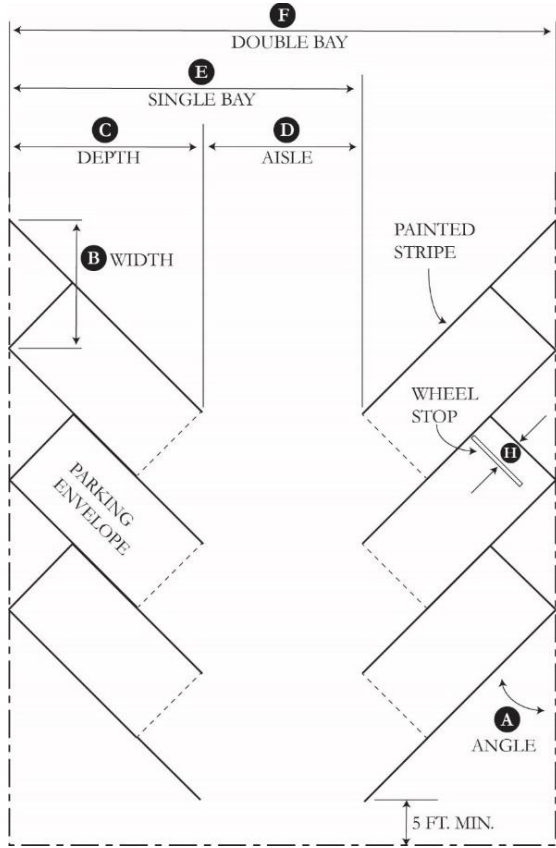 F
DOUBLE BAY
E
SINGLE BAY
C
DEPTH
D
AISLE
B WIDTH
PAINTED
STRIPE
WHEEL
STOP
H
PARKING
ENVELOPE
A
ANGLE
5 FT. MIN.